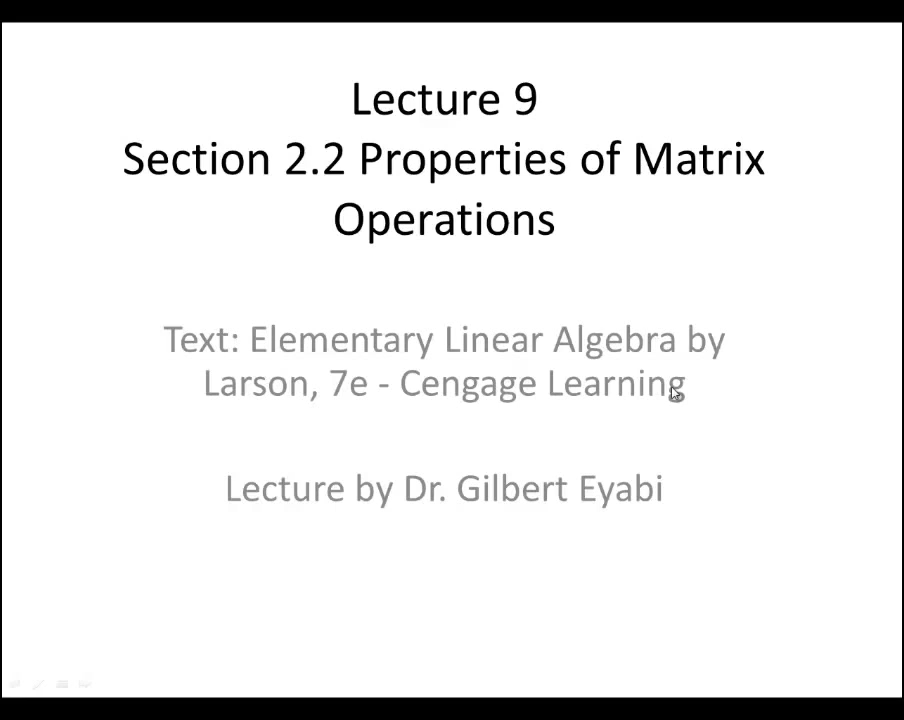 Lecture 9
Section 2.2 Properties of Matrix
Operations
Text: Elementary Linear Algebra by
Larson, 7e - Cengage Learning
Lecture by Dr. Gilbert Eyabi